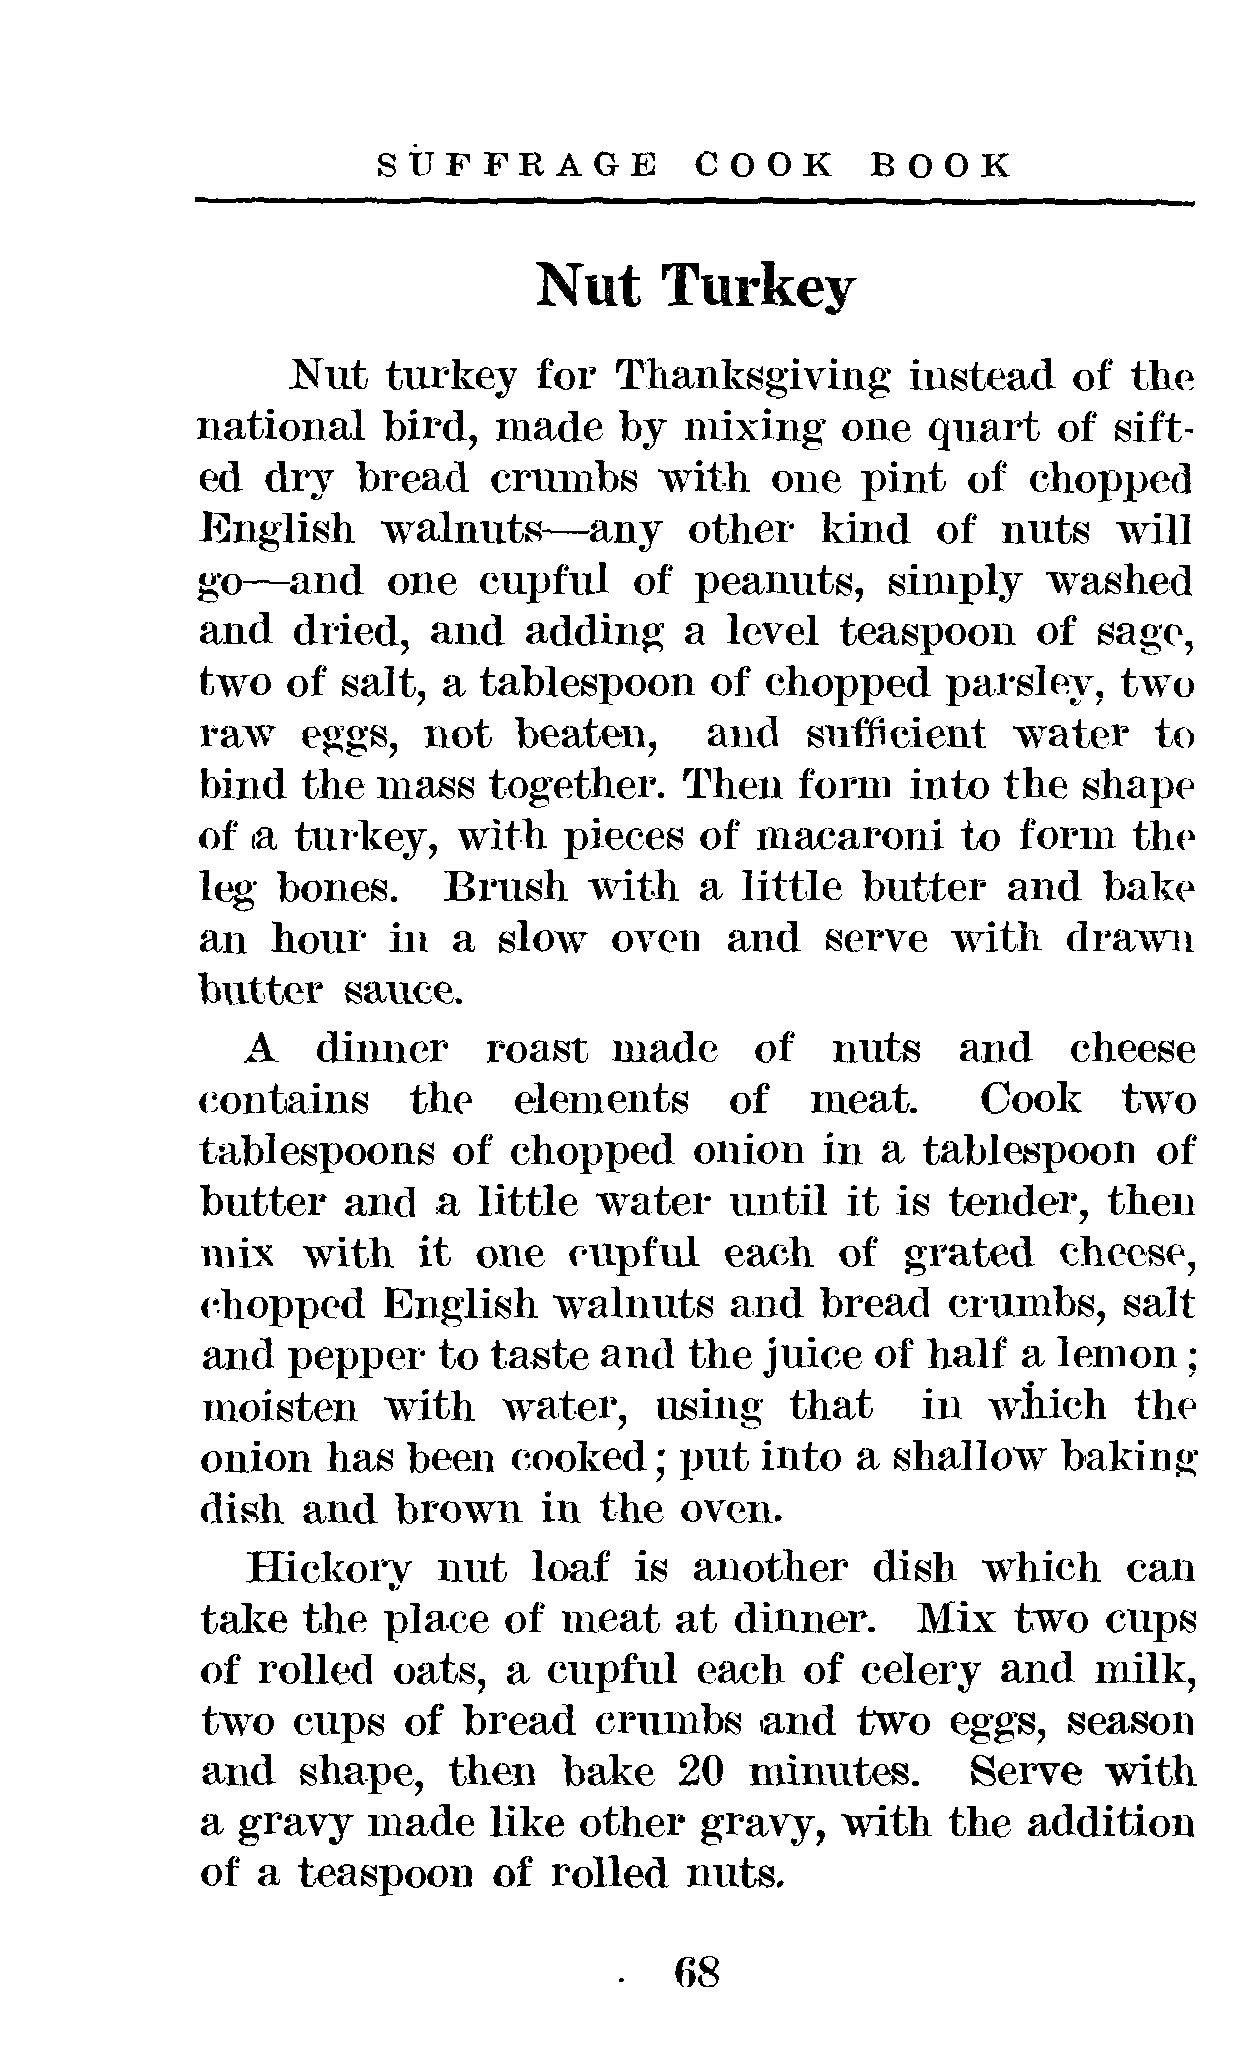 SUFFRAGE COOK BOOK
Nut Turkey
Nut turkey for Thanksgiving instead of the
national bird, made by mixing one quart of sift-
ed dry bread crumbs with one pint of chopped
English walnuts—any other kind of nuts will
go—and one cupful of peanuts, simply washed
and dried, and adding a level teaspoon of sage,
two of salt, a tablespoon of chopped parsley, two
raw eggs, not beaten, and sufficient water to
bind the mass together. Then form into the shape
of a turkey, with pieces of macaroni to form the
leg bones. Brush with a little butter and bake
an hour in a slow oven and serve with drawn
butter sauce.
A dinner roast made of nuts and cheese
contains the elements of meat. Cook two
tablespoons of chopped onion in a tablespoon of
butter and a little water until it is tender, then
mix with it one cupful each of grated cheese,
chopped English walnuts and bread crumbs, salt
and pepper to taste and the juice of half a lemon;
moisten with water, using that in which the
onion has been cooked; put into a shallow baking
dish and brown in the oven.
Hickory nut loaf is another dish which can
take the place of meat at dinner. Mix two cups
of rolled oats, a cupful each of celery and milk,
two cups of bread crumbs and two eggs, season
and shape, then bake 20 minutes. Serve with
a gravy made like other gravy, with the addition
of a teaspoon of rolled nuts.
68